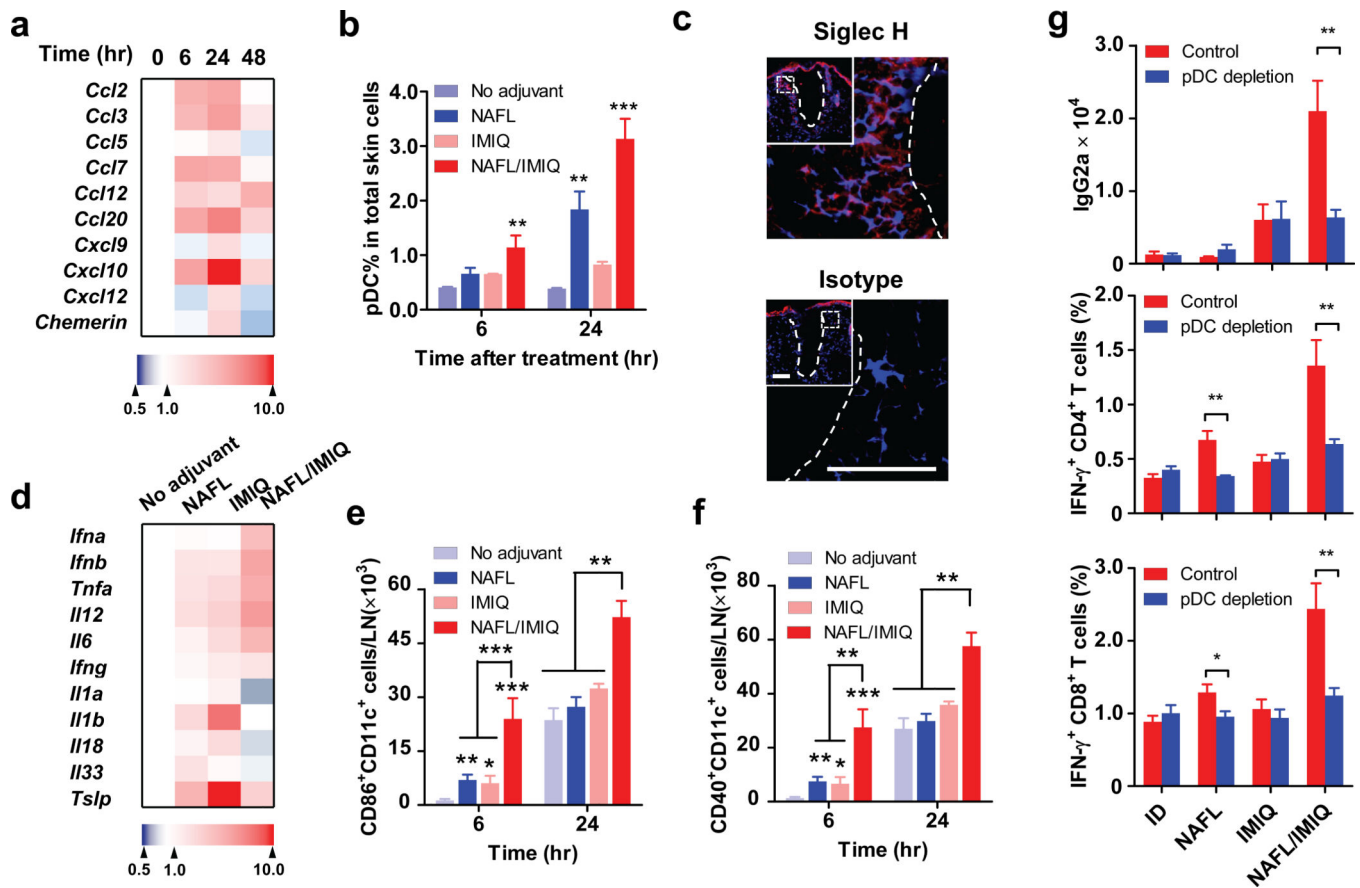 a
Time (hr) 0 6 24 48
Ccl2
Ccl3
Ccl5
Ccl7
Ccl12
Ccl20
Cxcl9
Cxcl10
Cxcl12
Chemerin
0.5 1.0 10.0
b
No adjuvant
NAFL
IMIQ
NAFL/IMIQ
pDC% in total skin cells
4.0
3.0
2.0
1.0
0.0
**
**
***
6 24
Time after treatment (hr)
c
Siglec H
Isotype
d
No adjuvant
NAFL
IMIQ
NAFL/IMIQ
Ifna
Ifnb
Tnfa
Il12
Il6
Ifng
Il1a
Il1b
Il18
Il33
Tslp
0.5 1.0 10.0
e
No adjuvant
NAFL
IMIQ
NAFL/IMIQ
CD86⁺CD11c⁺ cells/LN(×10³)
60
45
30
15
0
**
*
***
***
**
6 24
Time (hr)
f
No adjuvant
NAFL
IMIQ
NAFL/IMIQ
CD40⁺CD11c⁺ cells/LN(×10³)
80
60
40
20
0
**
*
***
**
**
6 24
Time (hr)
g
Control
pDC depletion
IgG2a × 10⁴
3.0
2.0
1.0
0.0
**
Control
pDC depletion
IFN-γ⁺ CD4⁺ T cells (%)
2.0
1.5
1.0
0.5
0.0
**
**
Control
pDC depletion
IFN-γ⁺ CD8⁺ T cells (%)
3.0
2.0
1.0
0.0
*
**
ID
NAFL
IMIQ
NAFL/IMIQ